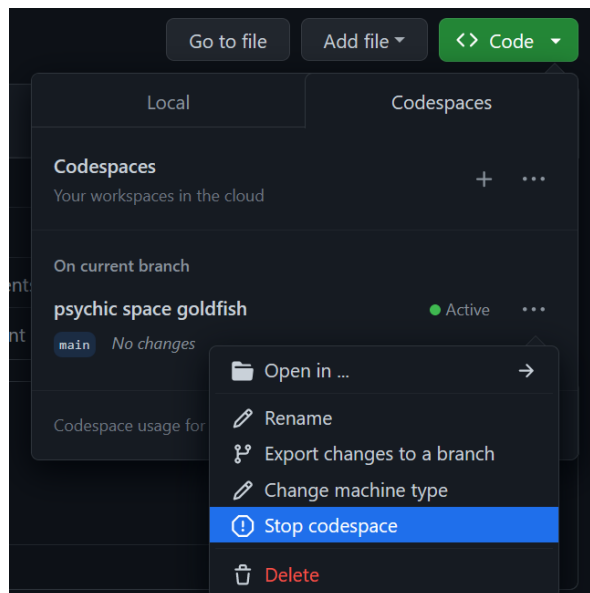 Go to file Add file Code
Local Codespaces
Codespaces
Your workspaces in the cloud
On current branch
psychic space goldfish Active
main No changes
Open in ...
Rename
Codespace usage for
Export changes to a branch
Change machine type
Stop codespace
Delete